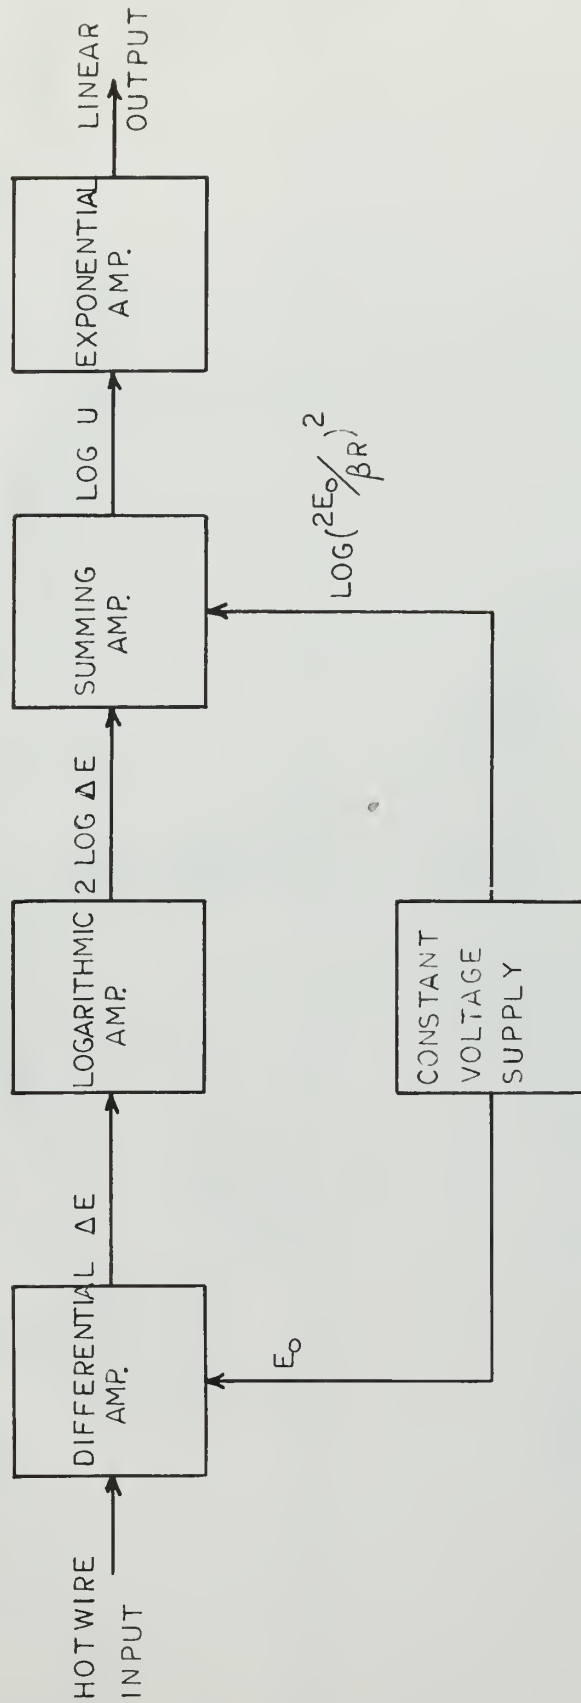 HOTWIRE
INPUT
DIFFERENTIAL
AMP.
ΔE
LOGARITHMIC
AMP.
2 LOG ΔE
SUMMING
AMP.
LOG U
EXPONENTIAL
AMP.
LINEAR
OUTPUT
E₀
CONSTANT
VOLTAGE
SUPPLY
LOG(2E₀/βR)²